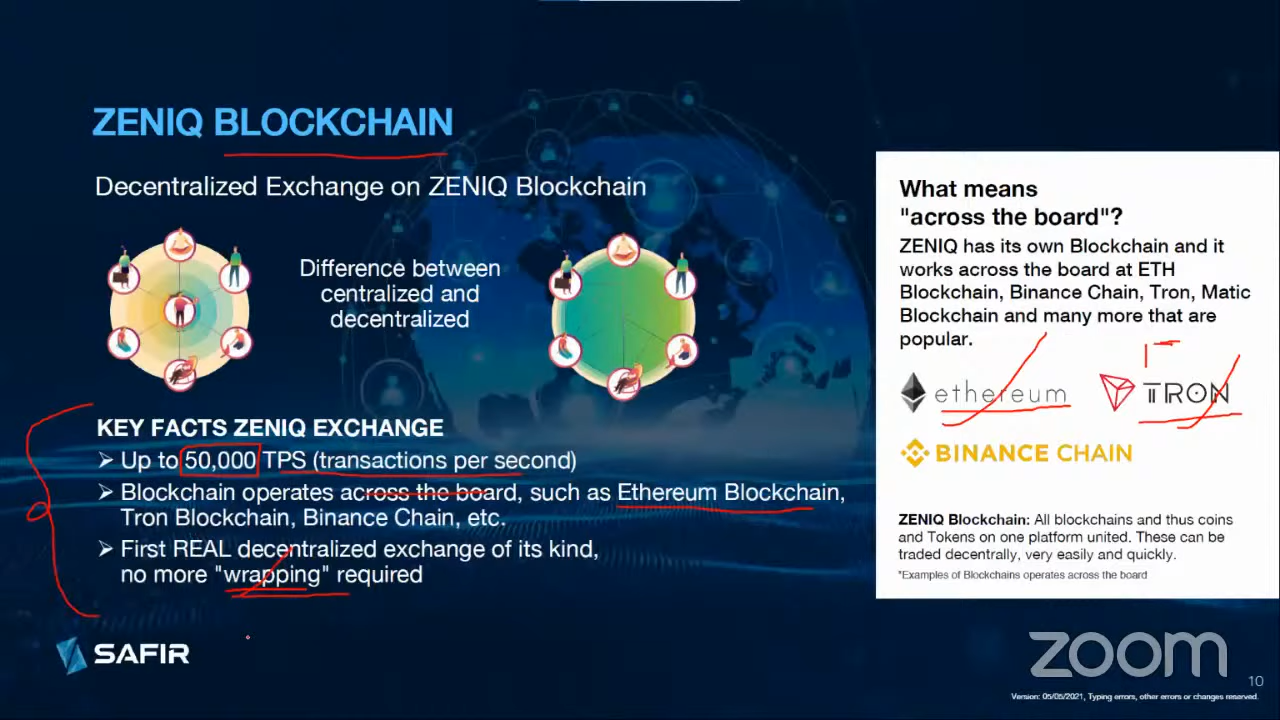 ZENIQ BLOCKCHAIN
Decentralized Exchange on ZENIQ Blockchain
Difference between
centralized and
decentralized
KEY FACTS ZENIQ EXCHANGE
➢ Up to 50,000 TPS (transactions per second)
➢ Blockchain operates across the board, such as Ethereum Blockchain,
Tron Blockchain, Binance Chain, etc.
➢ First REAL decentralized exchange of its kind,
no more "wrapping" required
SAFIR
What means
"across the board"?
ZENIQ has its own Blockchain and it
works across the board at ETH
Blockchain, Binance Chain, Tron, Matic
Blockchain and many more that are
popular.
ethereum
TRON
BINANCE CHAIN
ZENIQ Blockchain: All blockchains and thus coins
and Tokens on one platform united. These can be
traded decentrally, very easily and quickly.
*Examples of Blockchains operates across the board
zoom
10
Version: 05/05/2021, Typing errors, other errors or changes reserved.